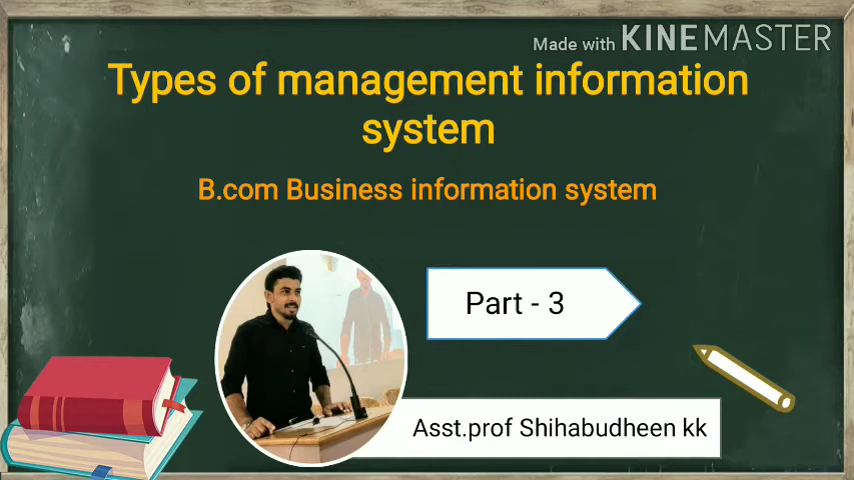 Made with KINEMASTER
Types of management information
system
B.com Business information system
Part - 3
Asst.prof Shihabudheen kk